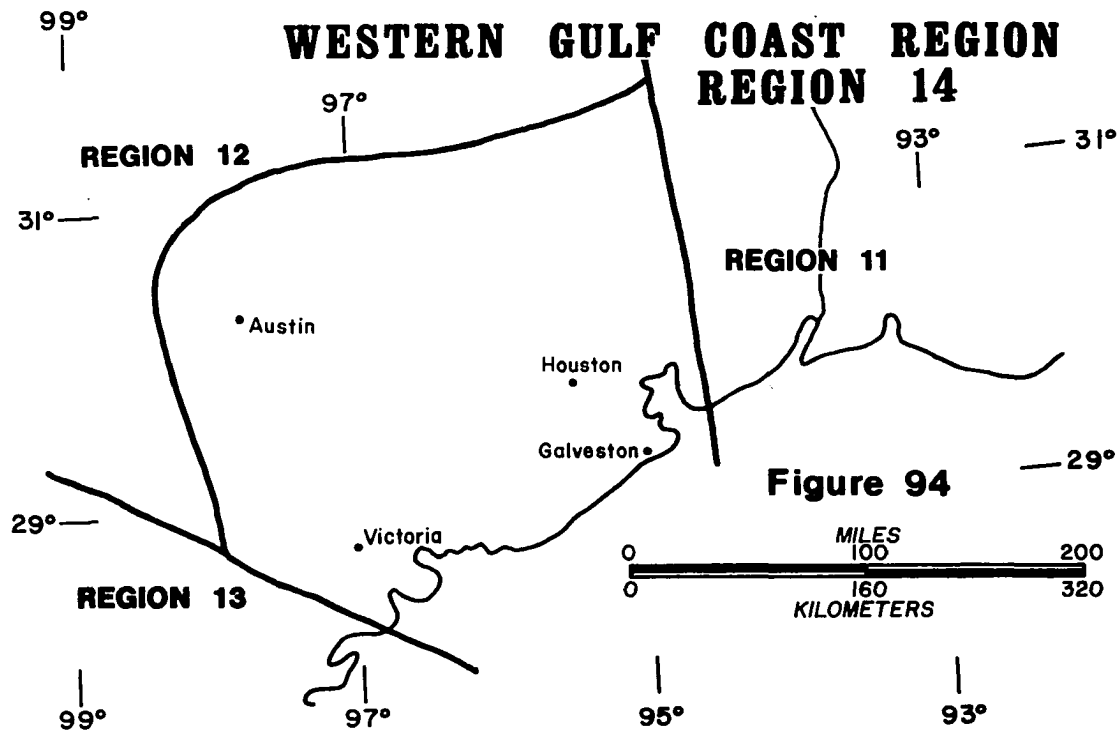 99°
WESTERN GULF COAST REGION
REGION 14
97°
93°
31°
REGION 12
31°
REGION 11
Austin
Houston
Galveston
29°
Figure 94
29°
Victoria
MILES
0 100 200
0 160 320
KILOMETERS
REGION 13
99°
97°
95°
93°